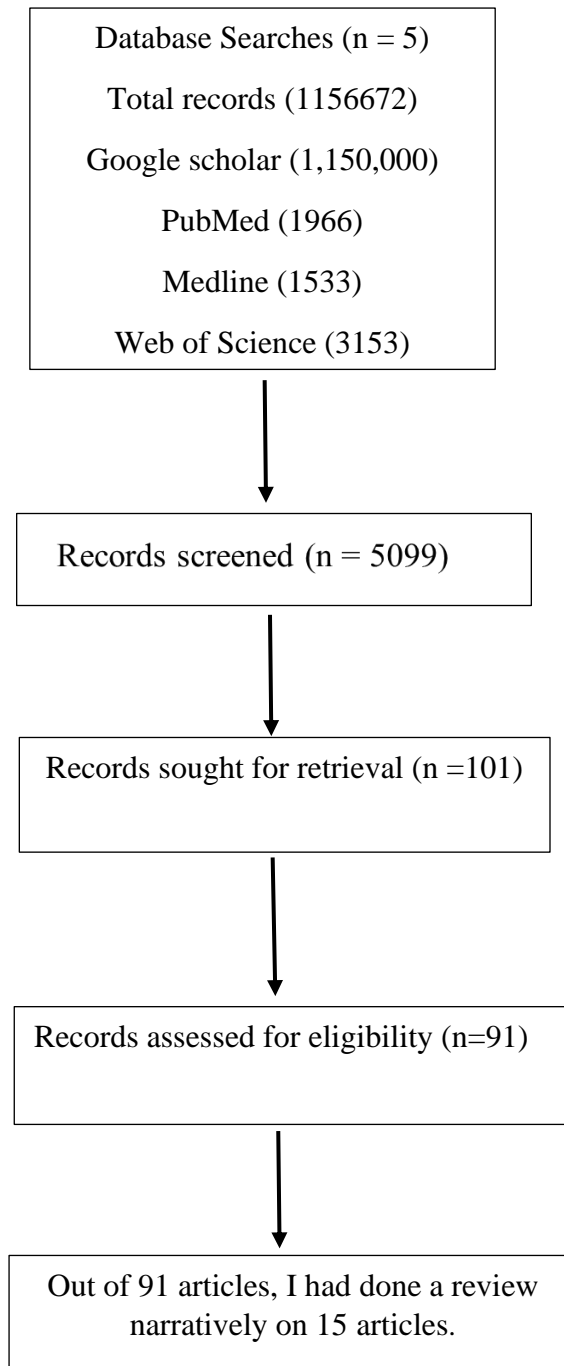 Database Searches (n = 5)
Total records (1156672)
Google scholar (1,150,000)
PubMed (1966)
Medline (1533)
Web of Science (3153)
Records screened (n = 5099)
Records sought for retrieval (n =101)
Records assessed for eligibility (n=91)
Out of 91 articles, I had done a review
narratively on 15 articles.